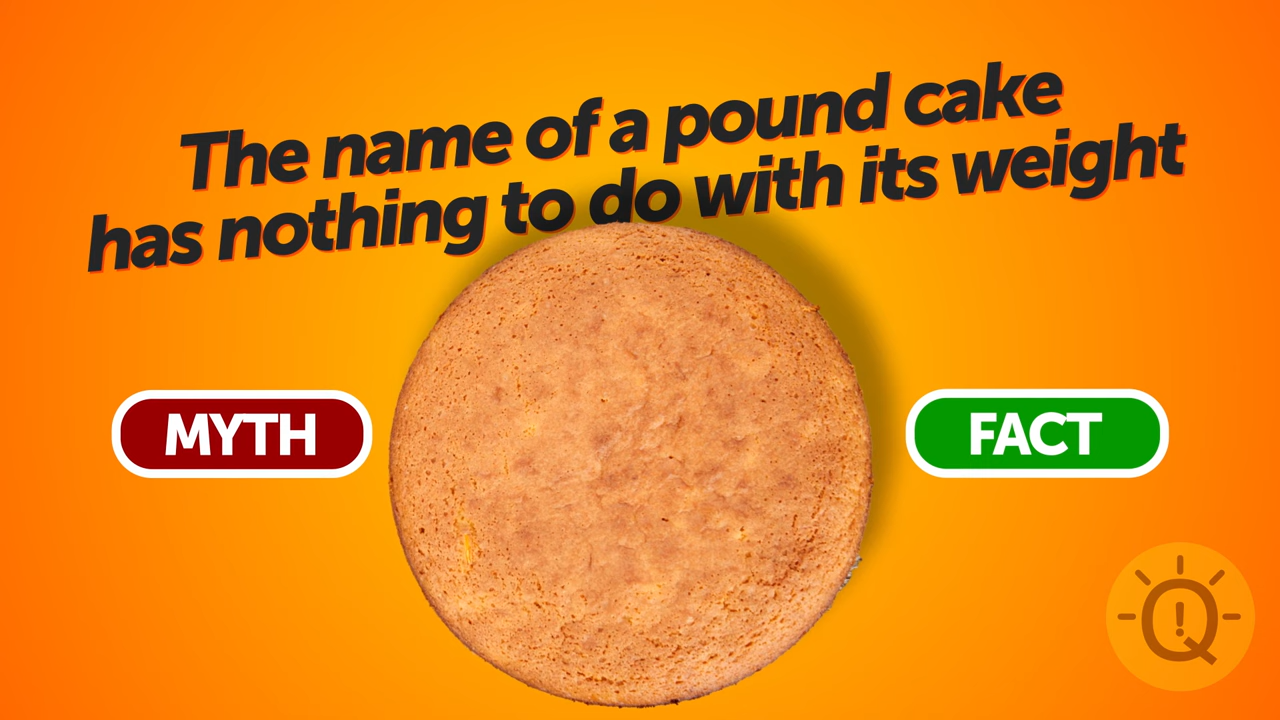 The name of a pound cake
has nothing to do with its weight
MYTH
FACT
Q!